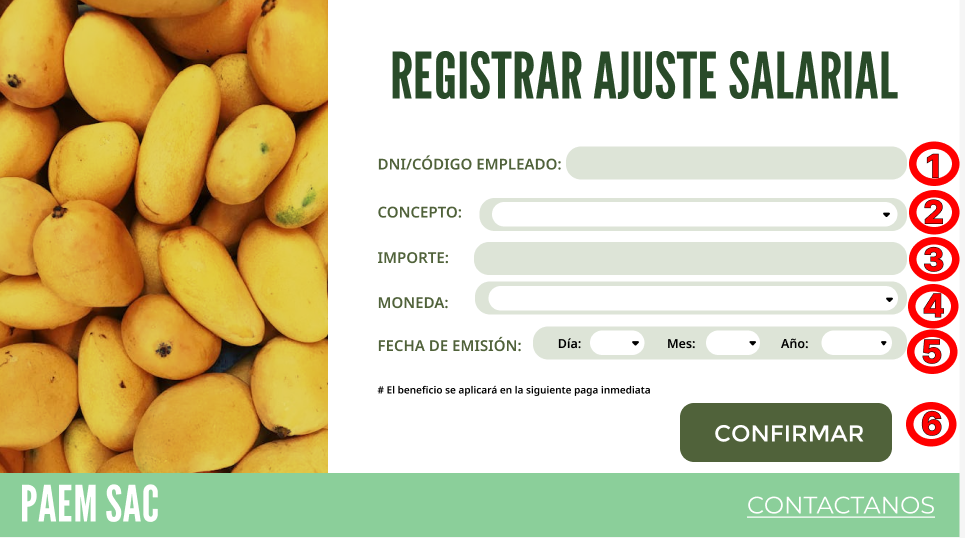 REGISTRAR AJUSTE SALARIAL
DNI/CÓDIGO EMPLEADO: 1
CONCEPTO: 2
IMPORTE: 3
MONEDA: 4
FECHA DE EMISIÓN: Día: Mes: Año: 5
# El beneficio se aplicará en la siguiente paga inmediata
CONFIRMAR 6
PAEM SAC CONTACTANOS